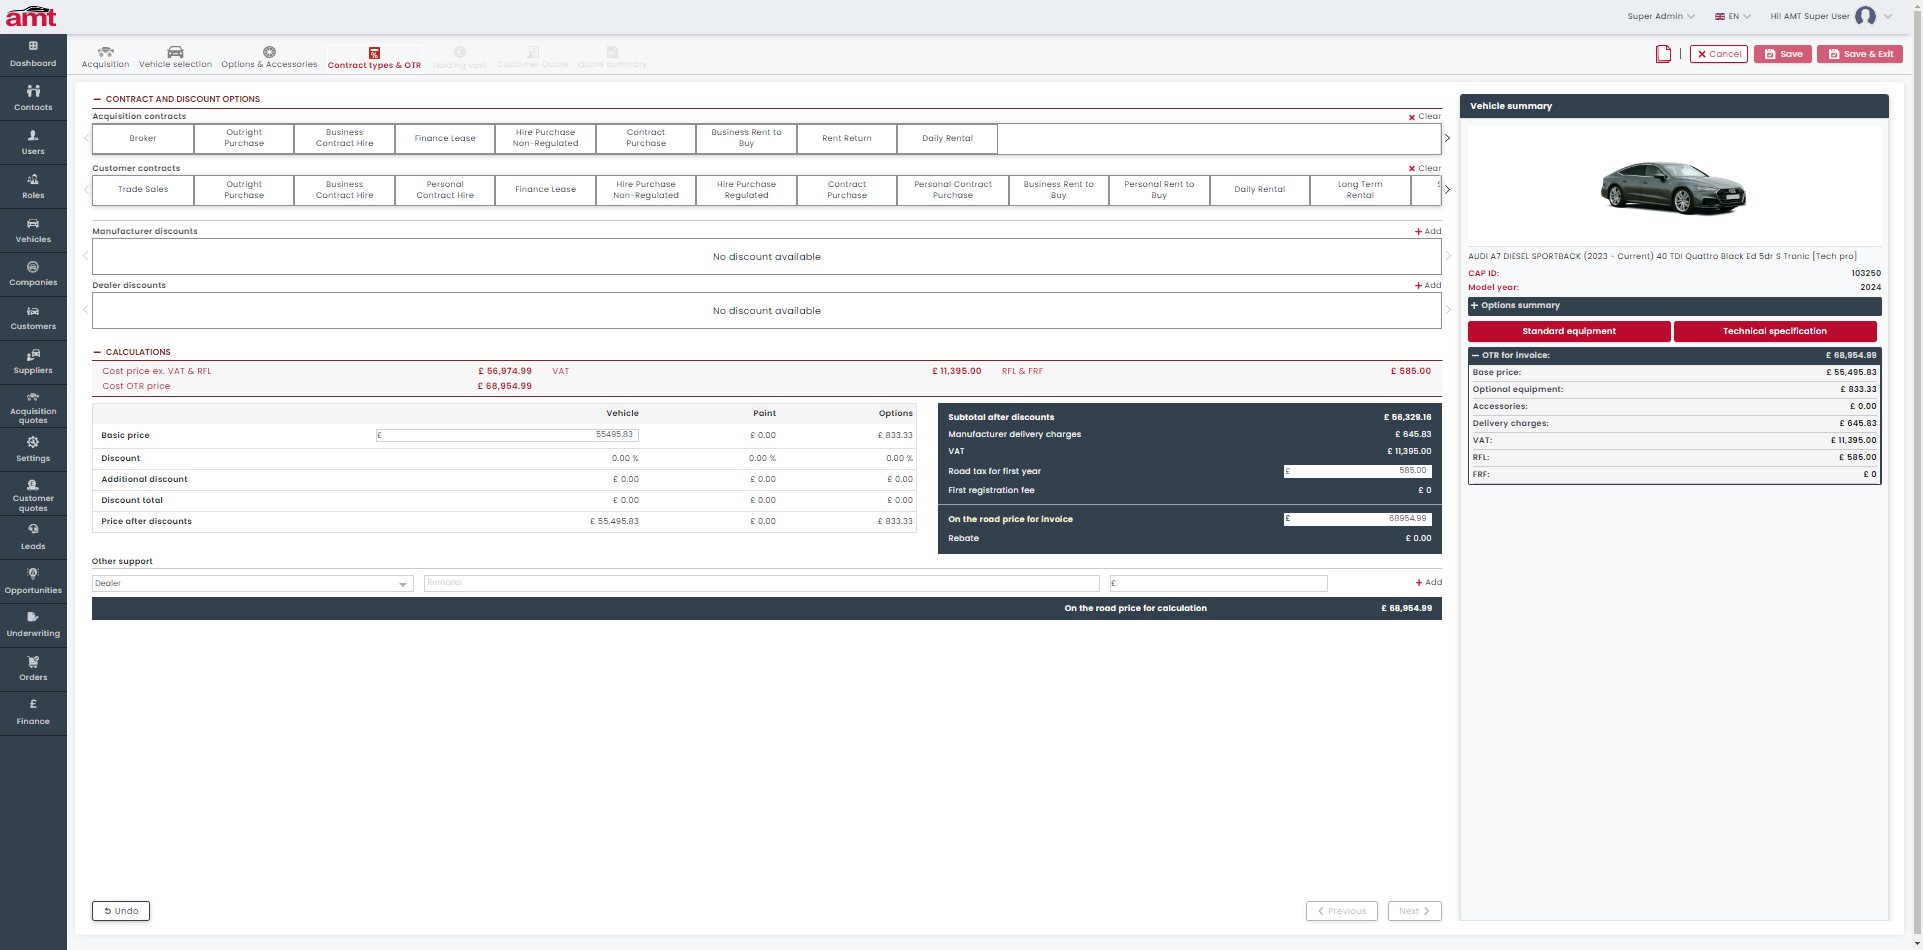 amt
Super Admin
EN
Hi! AMT Super User
Dashboard
Contacts
Users
Roles
Vehicles
Companies
Customers
Suppliers
Acquisition
quotes
Settings
Customer
quotes
Leads
Opportunities
Underwriting
Orders
£
Finance
Acquisition
Vehicle selection
Options & Accessories
Contract types & OTR
Holding cost
Customer Quote
Quote summary
Cancel
Save
Save & Exit
CONTRACT AND DISCOUNT OPTIONS
Acquisition contracts
Clear
Broker
Outright
Purchase
Business
Contract Hire
Finance Lease
Hire Purchase
Non-Regulated
Contract
Purchase
Business Rent to
Buy
Rent Return
Daily Rental
Customer contracts
Clear
Trade Sales
Outright
Purchase
Business
Contract Hire
Personal
Contract Hire
Finance Lease
Hire Purchase
Non-Regulated
Hire Purchase
Regulated
Contract
Purchase
Personal Contract
Purchase
Business Rent to
Buy
Personal Rent to
Buy
Daily Rental
Long Term
Rental
Manufacturer discounts
+ Add
No discount available
Dealer discounts
+ Add
No discount available
CALCULATIONS
Cost price ex. VAT & RFL £ 56,974.99 VAT £ 11,395.00 RFL & FRF £ 585.00
Cost OTR price £ 68,954.99
Vehicle Paint Options
Basic price £ 55495.83 £ 0.00 £ 833.33
Discount 0.00 % 0.00 % 0.00 %
Additional discount £ 0.00 £ 0.00 £ 0.00
Discount total £ 0.00 £ 0.00 £ 0.00
Price after discounts £ 55,495.83 £ 0.00 £ 833.33
Subtotal after discounts £ 56,329.16
Manufacturer delivery charges £ 645.83
VAT £ 11,395.00
Road tax for first year £ 585.00
First registration fee £ 0
On the road price for invoice £ 68954.99
Rebate £ 0.00
Other support
Dealer
Remarks
£
+ Add
On the road price for calculation £ 68,954.99
Undo
Previous
Next
Vehicle summary
AUDI A7 DIESEL SPORTBACK (2023 - Current) 40 TDI Quattro Black Ed 5dr S Tronic [Tech pro]
CAP ID: 103250
Model year: 2024
+ Options summary
Standard equipment
Technical specification
OTR for invoice: £ 68,954.99
Base price: £ 55,495.83
Optional equipment: £ 833.33
Accessories: £ 0.00
Delivery charges: £ 645.83
VAT: £ 11,395.00
RFL: £ 585.00
FRF: £ 0